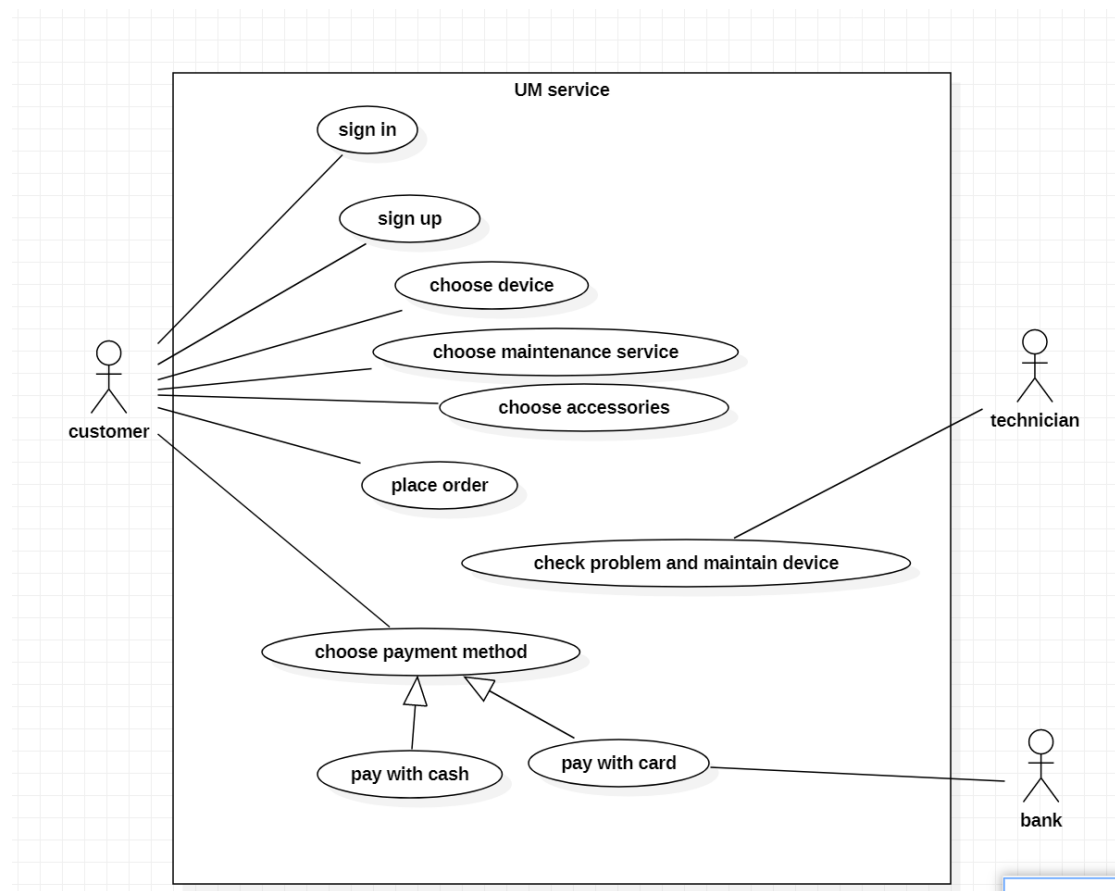 UM service
sign in
sign up
choose device
choose maintenance service
choose accessories
customer
technician
place order
check problem and maintain device
choose payment method
pay with cash
pay with card
bank